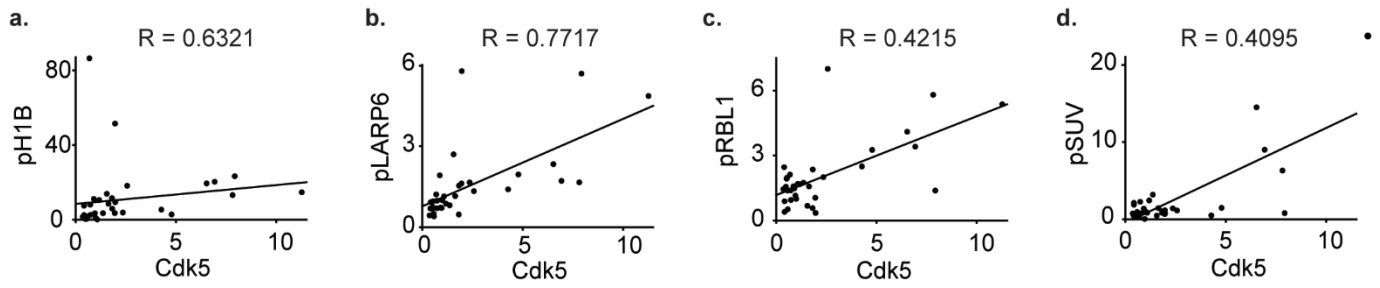 a.
R = 0.6321
80
40
0
pH1B
0 5 10
Cdk5
b.
R = 0.7717
6
3
0
pLARP6
0 5 10
Cdk5
c.
R = 0.4215
6
3
0
pRBL1
0 5 10
Cdk5
d.
R = 0.4095
20
10
0
pSUV
0 5 10
Cdk5